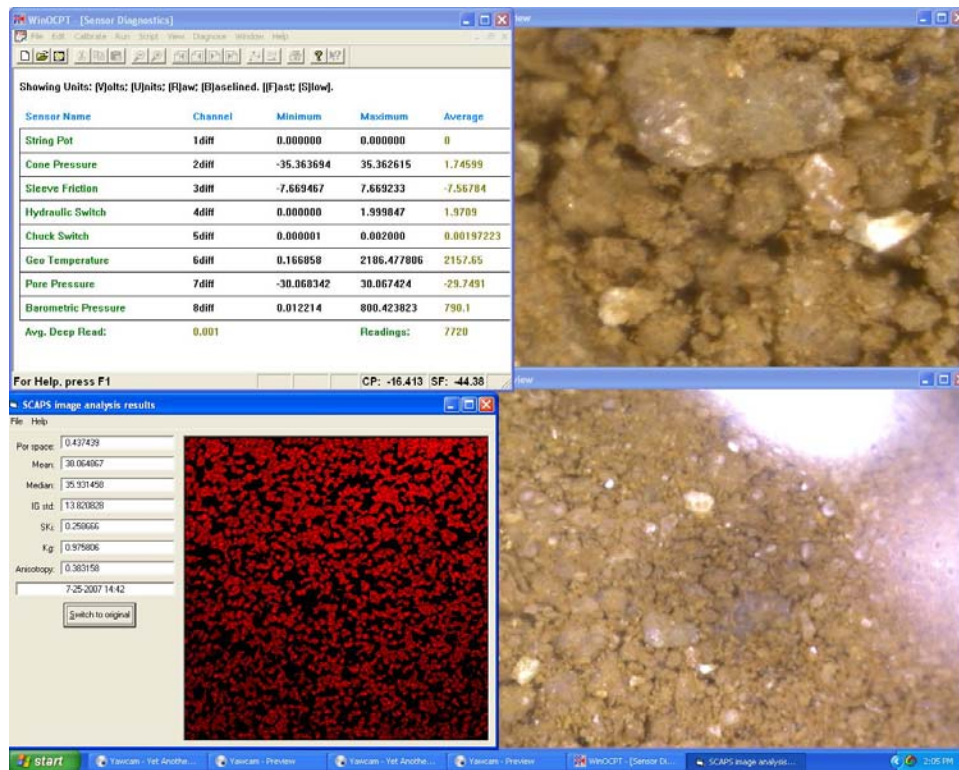 WinOCPT - [Sensor Diagnostics]
File Edit Calibrate Run Script View Diagnose Window Help
Showing Units: (V)olts; (U)nits; (R)aw; (B)aselined. [(F)ast; (S)low].
Sensor Name Channel Minimum Maximum Average
String Pot 1diff 0.000000 0.000000 0
Cone Pressure 2diff -35.363694 35.362615 1.74599
Sleeve Friction 3diff -7.669467 7.669233 -7.56784
Hydraulic Switch 4diff 0.000000 1.999847 1.9709
Chuck Switch 5diff 0.000001 0.002000 0.00197223
Geo Temperature 6diff 0.166858 2186.477806 2157.65
Pore Pressure 7diff -30.068342 30.067424 -29.7491
Barometric Pressure 8diff 0.012214 800.423823 790.1
Avg. Deep Read: 0.001 Readings: 7720
For Help, press F1 CP: -16.413 SF: -44.38
SCAPS image analysis results
File Help
Por space: 0.437439
Mean: 38.064867
Median: 35.931458
IG std: 13.820828
SKi: 0.258666
Kg: 0.975806
Anisotropy: 0.383158
7-25-2007 14:42
Switch to original
start Yawcam - Yet Anothe... Yawcam - Preview Yawcam - Yet Anothe... Yawcam - Preview WinOCPT - [Sensor Di... SCAPS image analysis... 2:05 PM